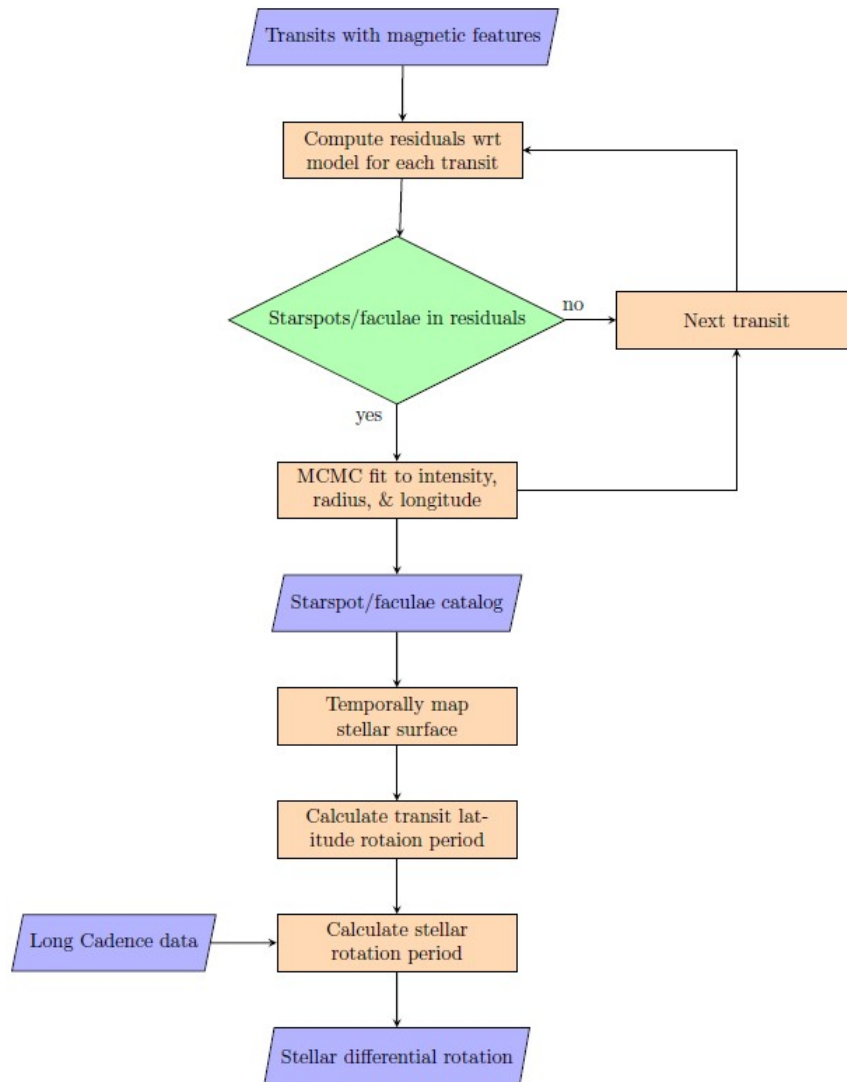 Transits with magnetic features
Compute residuals wrt
model for each transit
Starspots/faculae in residuals
no
Next transit
yes
MCMC fit to intensity,
radius, & longitude
Starspot/faculae catalog
Temporally map
stellar surface
Calculate transit lat-
itude rotaion period
Long Cadence data
Calculate stellar
rotation period
Stellar differential rotation